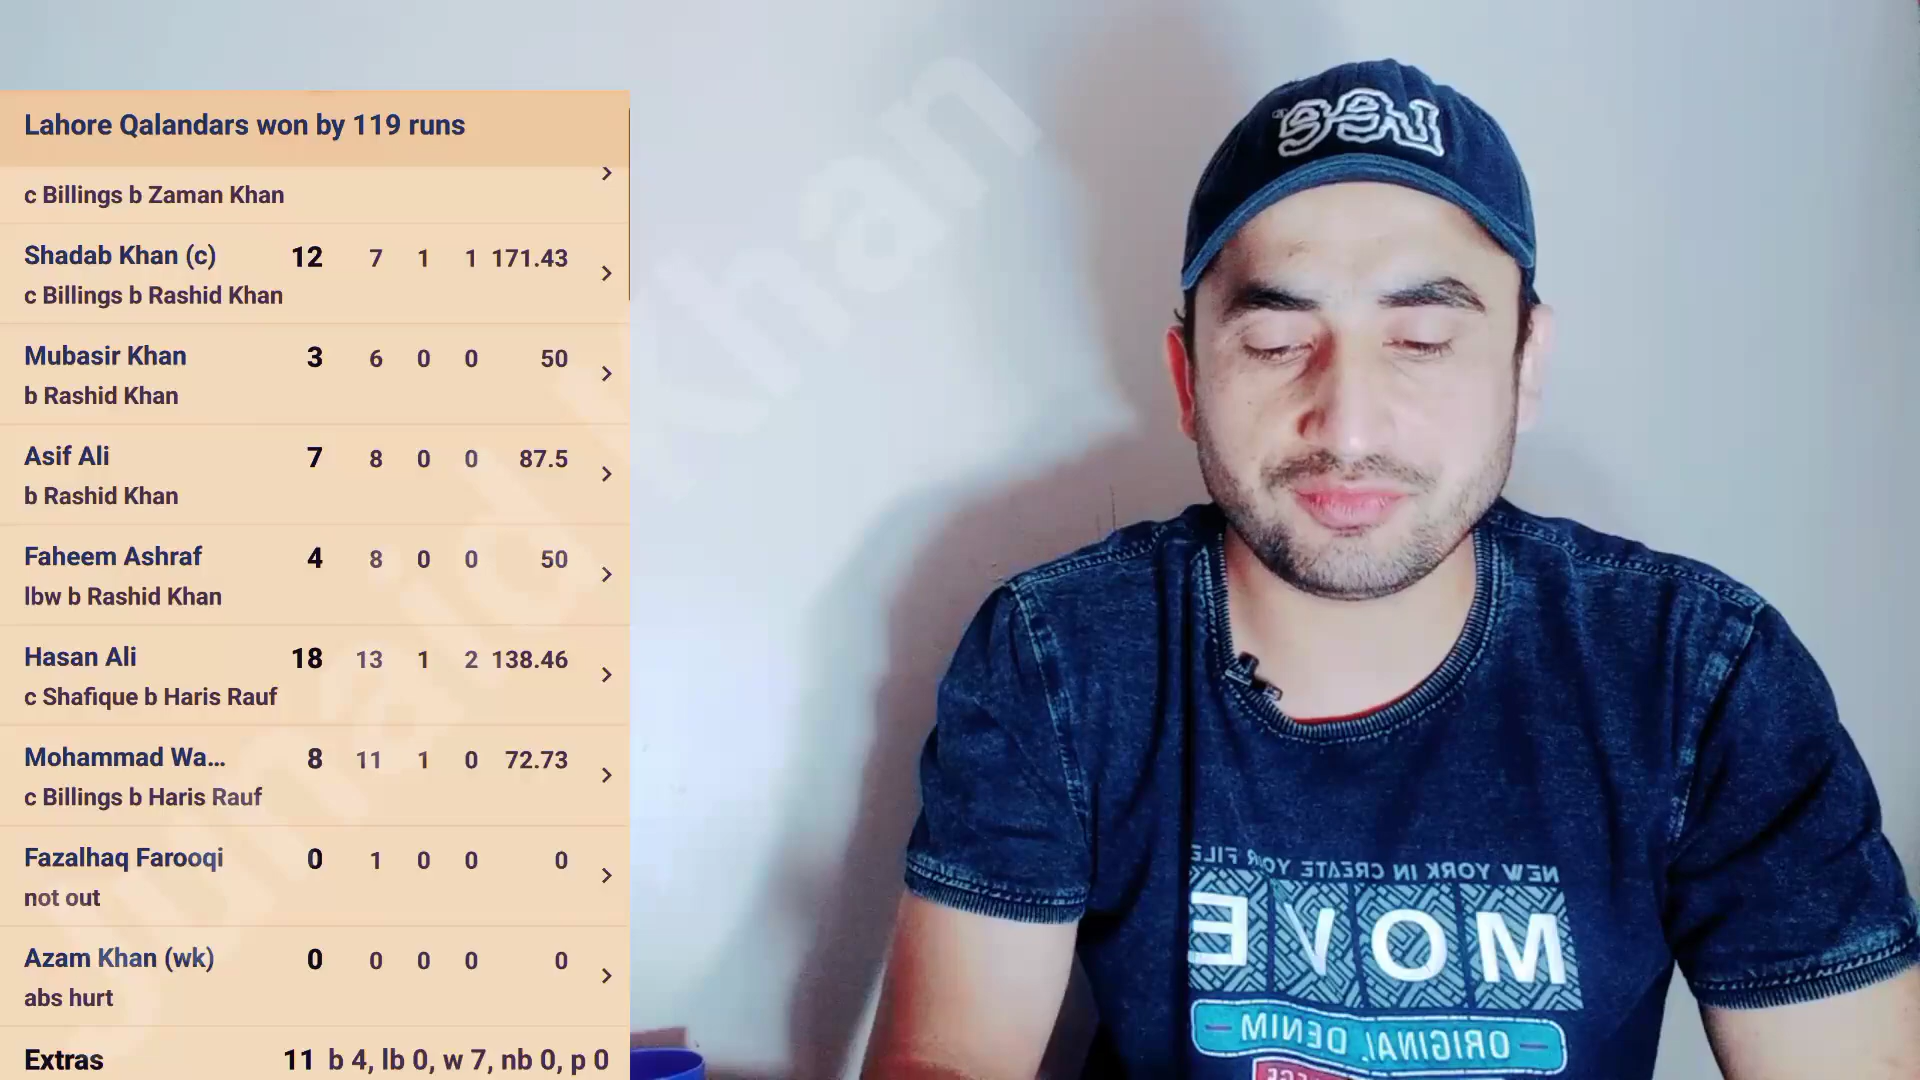 Lahore Qalandars won by 119 runs
c Billings b Zaman Khan
Shadab Khan (c) 12 7 1 1 171.43
c Billings b Rashid Khan
Mubasir Khan 3 6 0 0 50
b Rashid Khan
Asif Ali 7 8 0 0 87.5
b Rashid Khan
Faheem Ashraf 4 8 0 0 50
lbw b Rashid Khan
Hasan Ali 18 13 1 2 138.46
c Shafique b Haris Rauf
Mohammad Wa... 8 11 1 0 72.73
c Billings b Haris Rauf
Fazalhaq Farooqi 0 1 0 0 0
not out
Azam Khan (wk) 0 0 0 0 0
abs hurt
Extras 11 b 4, lb 0, w 7, nb 0, p 0
Junaid Khan
NEW YORK IN CREATE YOUR FILE
MOVE
ORIGINAL DENIM